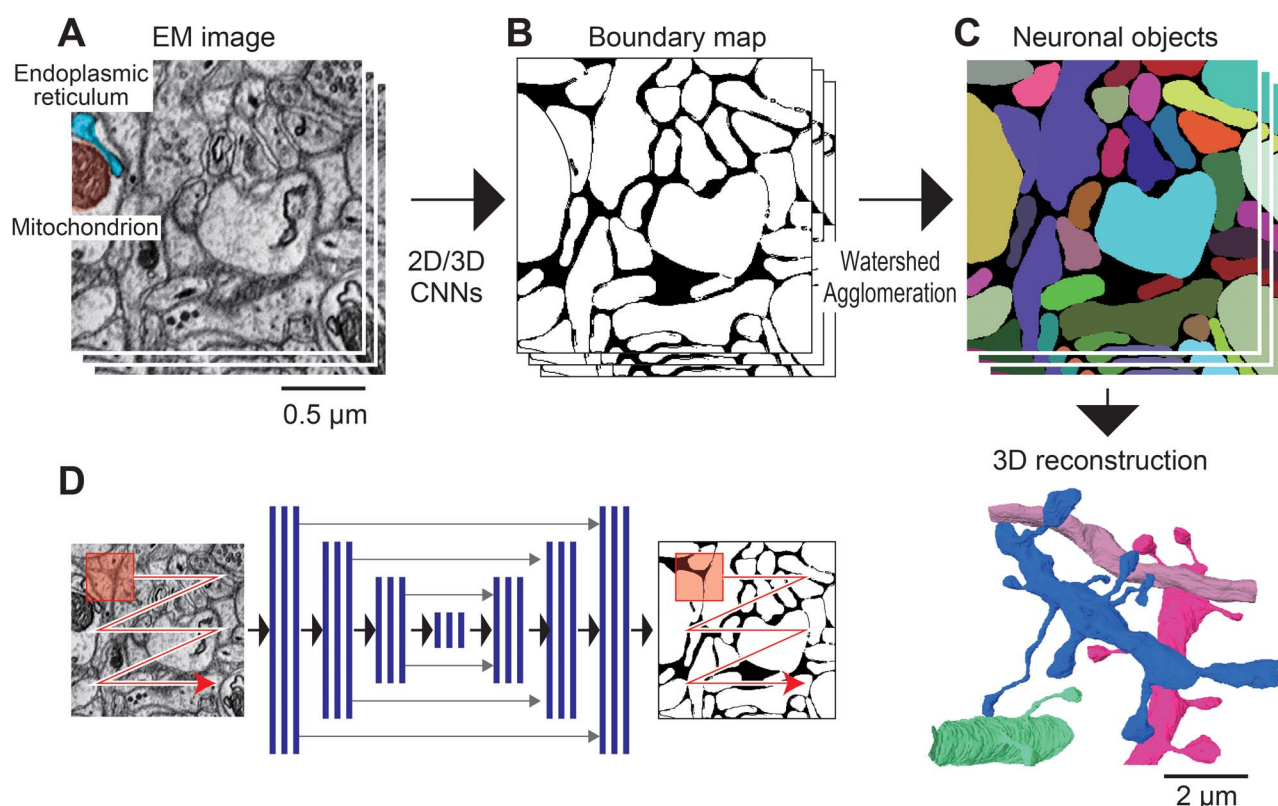 A
EM image
Endoplasmic
reticulum
Mitochondrion
0.5 μm
2D/3D
CNNs
B
Boundary map
Watershed
Agglomeration
C
Neuronal objects
3D reconstruction
2 μm
D